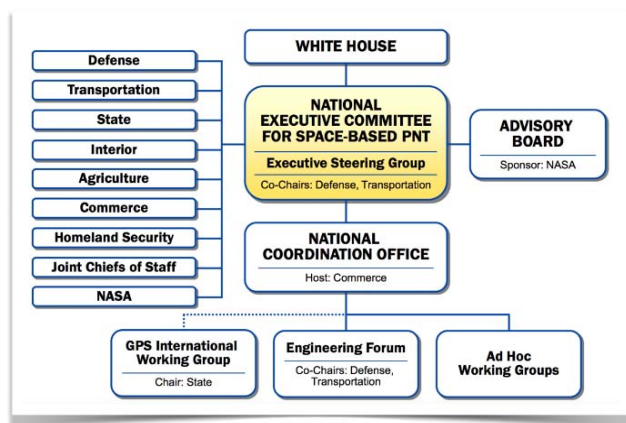 WHITE HOUSE
Defense
Transportation
State
Interior
Agriculture
Commerce
Homeland Security
Joint Chiefs of Staff
NASA
NATIONAL
EXECUTIVE COMMITTEE
FOR SPACE-BASED PNT
Executive Steering Group
Co-Chairs: Defense, Transportation
ADVISORY
BOARD
Sponsor: NASA
NATIONAL
COORDINATION OFFICE
Host: Commerce
GPS International
Working Group
Chair: State
Engineering Forum
Co-Chairs: Defense,
Transportation
Ad Hoc
Working Groups